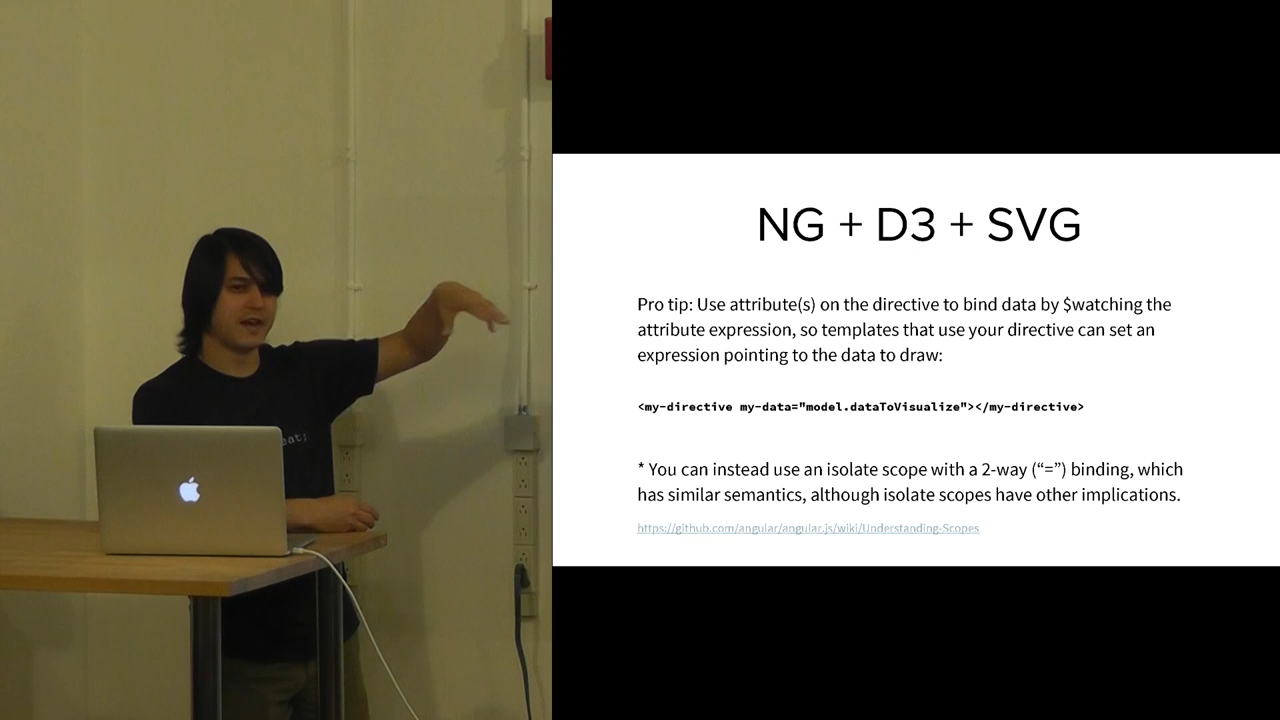 NG + D3 + SVG
Pro tip: Use attribute(s) on the directive to bind data by $watching the
attribute expression, so templates that use your directive can set an
expression pointing to the data to draw:
<my-directive my-data="model.dataToVisualize"></my-directive>
* You can instead use an isolate scope with a 2-way (“=”) binding, which
has similar semantics, although isolate scopes have other implications.
https://github.com/angular/angular.js/wiki/Understanding-Scopes